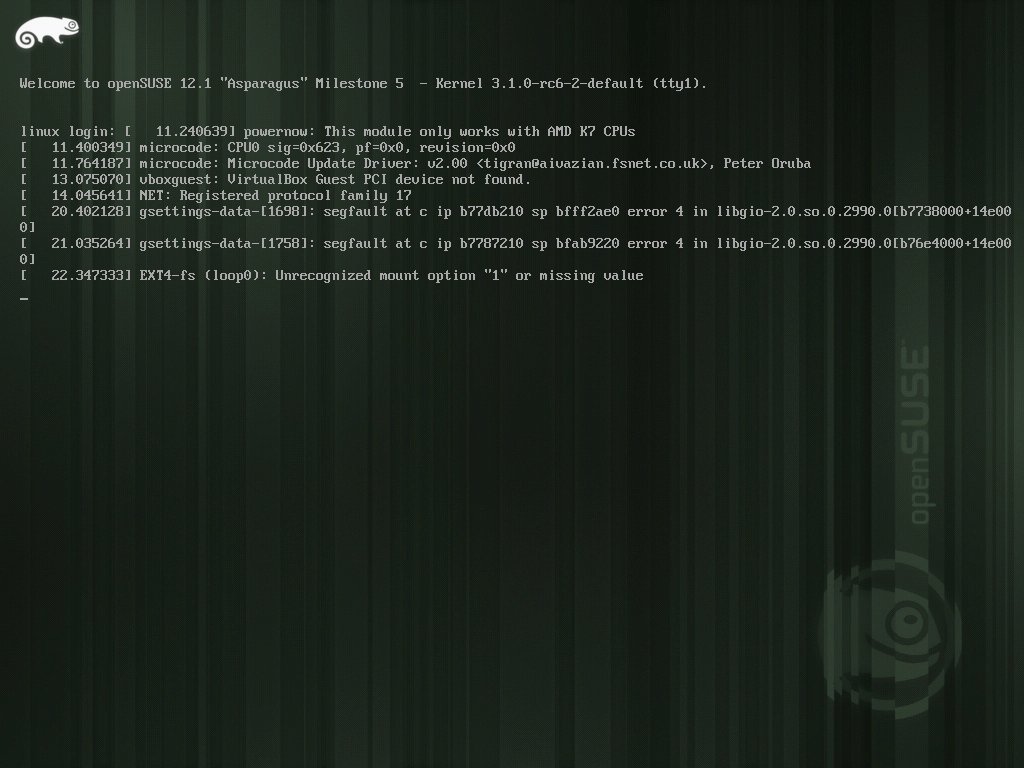 Welcome to openSUSE 12.1 "Asparagus" Milestone 5  - Kernel 3.1.0-rc6-2-default (tty1).
linux login: [   11.240639] powernow: This module only works with AMD K7 CPUs
[   11.400349] microcode: CPU0 sig=0x623, pf=0x0, revision=0x0
[   11.764187] microcode: Microcode Update Driver: v2.00 <tigran@aivazian.fsnet.co.uk>, Peter Oruba
[   13.075070] vboxguest: VirtualBox Guest PCI device not found.
[   14.045641] NET: Registered protocol family 17
[   20.402128] gsettings-data-[1698]: segfault at c ip b77db210 sp bfff2ae0 error 4 in libgio-2.0.so.0.2990.0[b7738000+14e00
0]
[   21.035264] gsettings-data-[1758]: segfault at c ip b7787210 sp bfab9220 error 4 in libgio-2.0.so.0.2990.0[b76e4000+14e00
0]
[   22.347333] EXT4-fs (loop0): Unrecognized mount option "1" or missing value
_
openSUSE